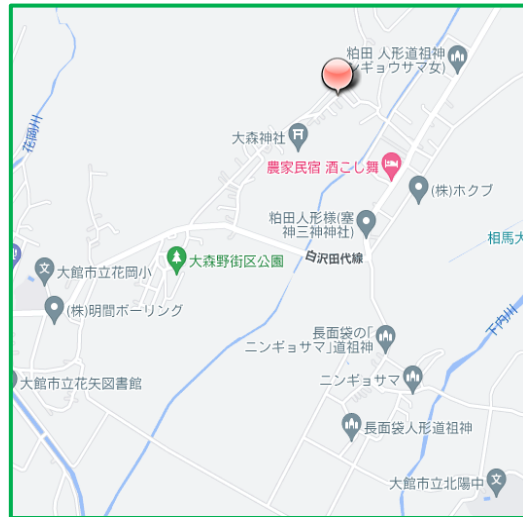 粕田 人形道祖神
ンギョウサマ女)
花岡川
大森神社
農家民宿 酒こし舞
(株)ホクブ
粕田人形様(塞
神三神神社)
相馬大
白沢田代線
大森野街区公園
大館市立花岡小
(株)明間ボーリング
下内川
長面袋の「
ニンギョサマ」道祖神
大館市立花矢図書館
ニンギョサマ
長面袋人形道祖神
大館市立北陽中
文
文